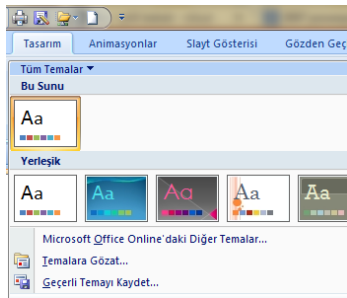 Tasarım Animasyonlar Slayt Gösterisi Gözden Geç
Tüm Temalar
Bu Sunu
Aa
Yerleşik
Aa Aa Aa Aa Aa
Microsoft Office Online'daki Diğer Temalar...
Temalara Gözat...
Geçerli Temayı Kaydet...